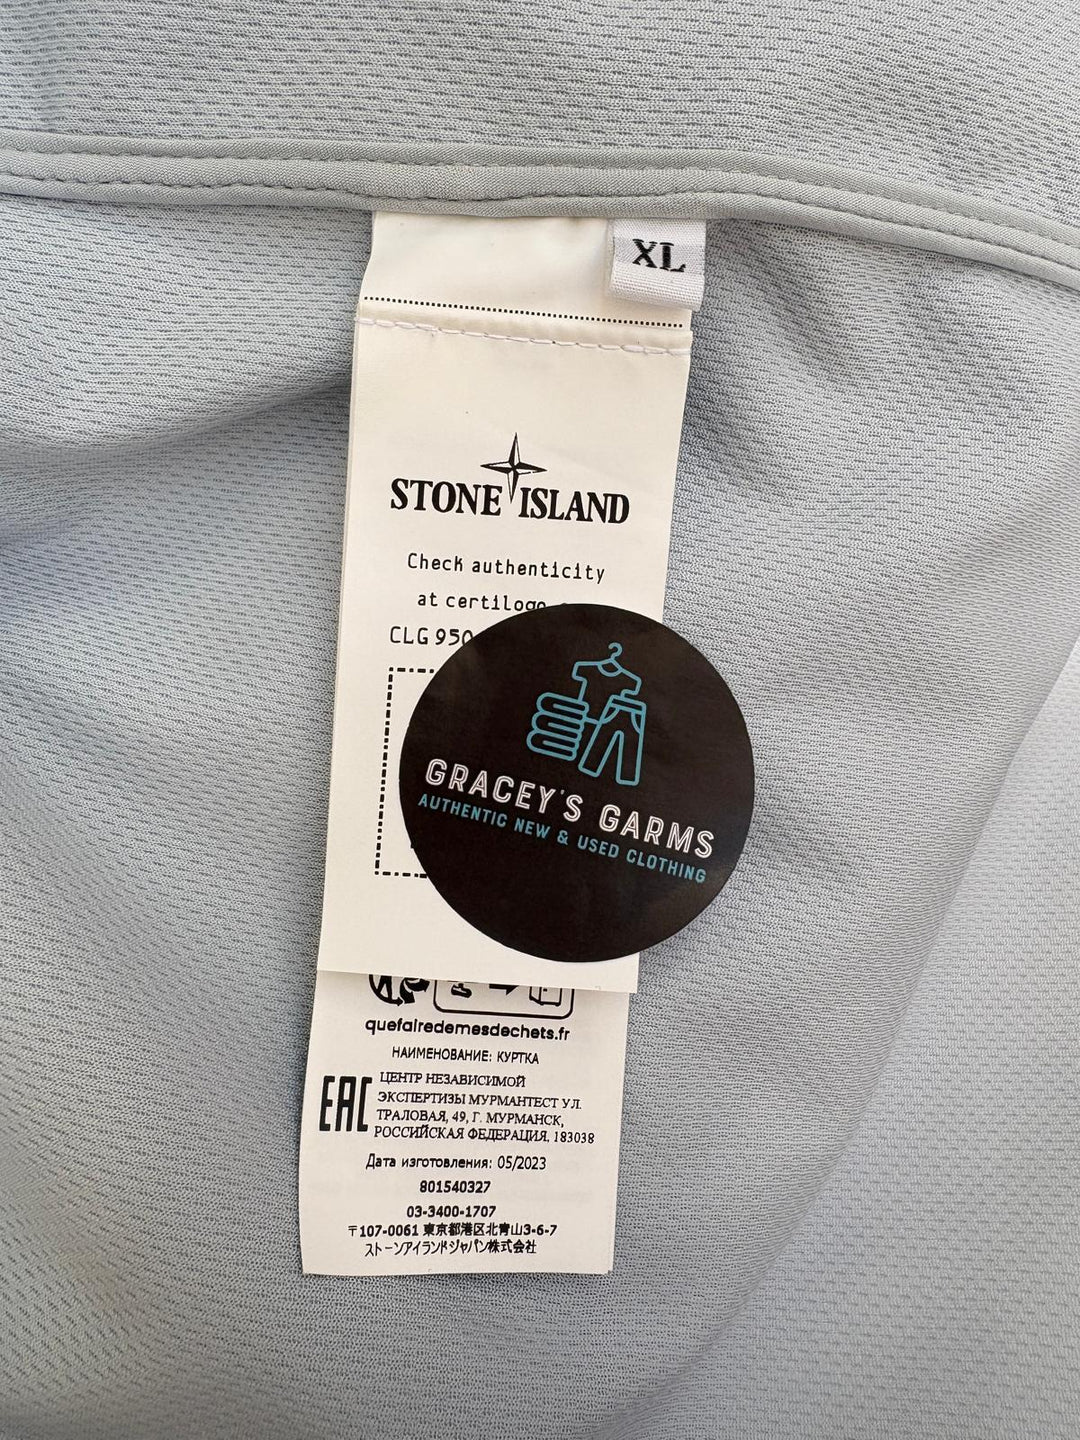 XL
STONE ISLAND
Check authenticity
at certilogo
CLG 950
GRACEY'S GARMS
AUTHENTIC NEW & USED CLOTHING
quefairedemesdechets.fr
НАИМЕНОВАНИЕ: КУРТКА
EAC
ЦЕНТР НЕЗАВИСИМОЙ
ЭКСПЕРТИЗЫ МУРМАНТЕСТ УЛ.
ТРАЛОВАЯ, 49, Г. МУРМАНСК,
РОССИЙСКАЯ ФЕДЕРАЦИЯ, 183038
Дата изготовления: 05/2023
801540327
03-3400-1707
〒107-0061 東京都港区北青山3-6-7
ストーンアイランドジャパン株式会社